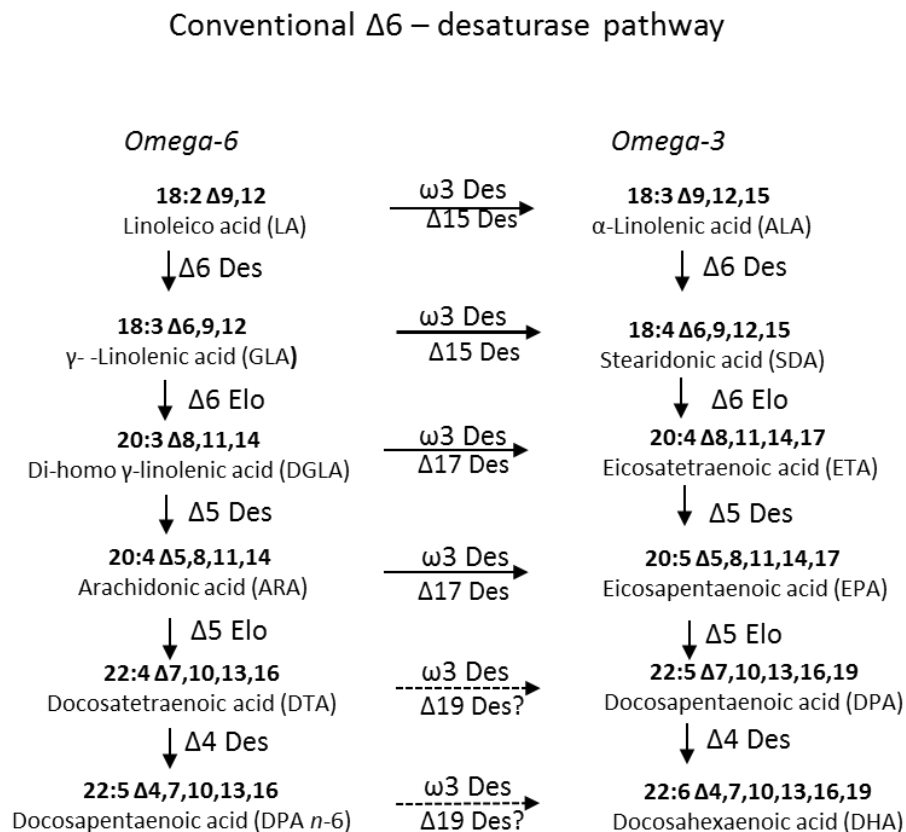 Conventional Δ6 – desaturase pathway
Omega-6
Omega-3
18:2 Δ9,12
Linoleico acid (LA)
ω3 Des
Δ15 Des
18:3 Δ9,12,15
α-Linolenic acid (ALA)
Δ6 Des
Δ6 Des
18:3 Δ6,9,12
γ- -Linolenic acid (GLA)
ω3 Des
Δ15 Des
18:4 Δ6,9,12,15
Stearidonic acid (SDA)
Δ6 Elo
Δ6 Elo
20:3 Δ8,11,14
Di-homo γ-linolenic acid (DGLA)
ω3 Des
Δ17 Des
20:4 Δ8,11,14,17
Eicosatetraenoic acid (ETA)
Δ5 Des
Δ5 Des
20:4 Δ5,8,11,14
Arachidonic acid (ARA)
ω3 Des
Δ17 Des
20:5 Δ5,8,11,14,17
Eicosapentaenoic acid (EPA)
Δ5 Elo
Δ5 Elo
22:4 Δ7,10,13,16
Docosatetraenoic acid (DTA)
ω3 Des
Δ19 Des?
22:5 Δ7,10,13,16,19
Docosapentaenoic acid (DPA)
Δ4 Des
Δ4 Des
22:5 Δ4,7,10,13,16
Docosapentaenoic acid (DPA n-6)
ω3 Des
Δ19 Des?
22:6 Δ4,7,10,13,16,19
Docosahexaenoic acid (DHA)